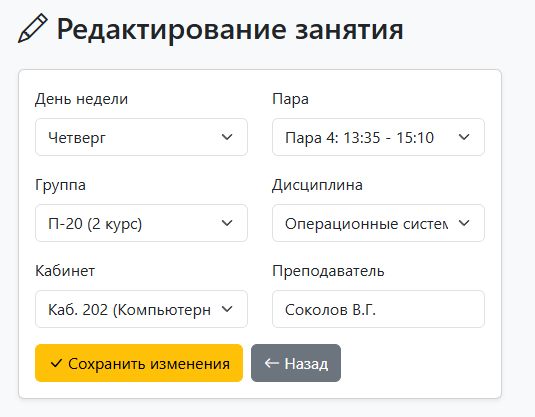 Редактирование занятия
День недели
Пара
Четверг
Пара 4: 13:35 - 15:10
Группа
Дисциплина
П-20 (2 курс)
Операционные систем
Кабинет
Преподаватель
Каб. 202 (Компьютерн
Соколов В.Г.
Сохранить изменения
Назад